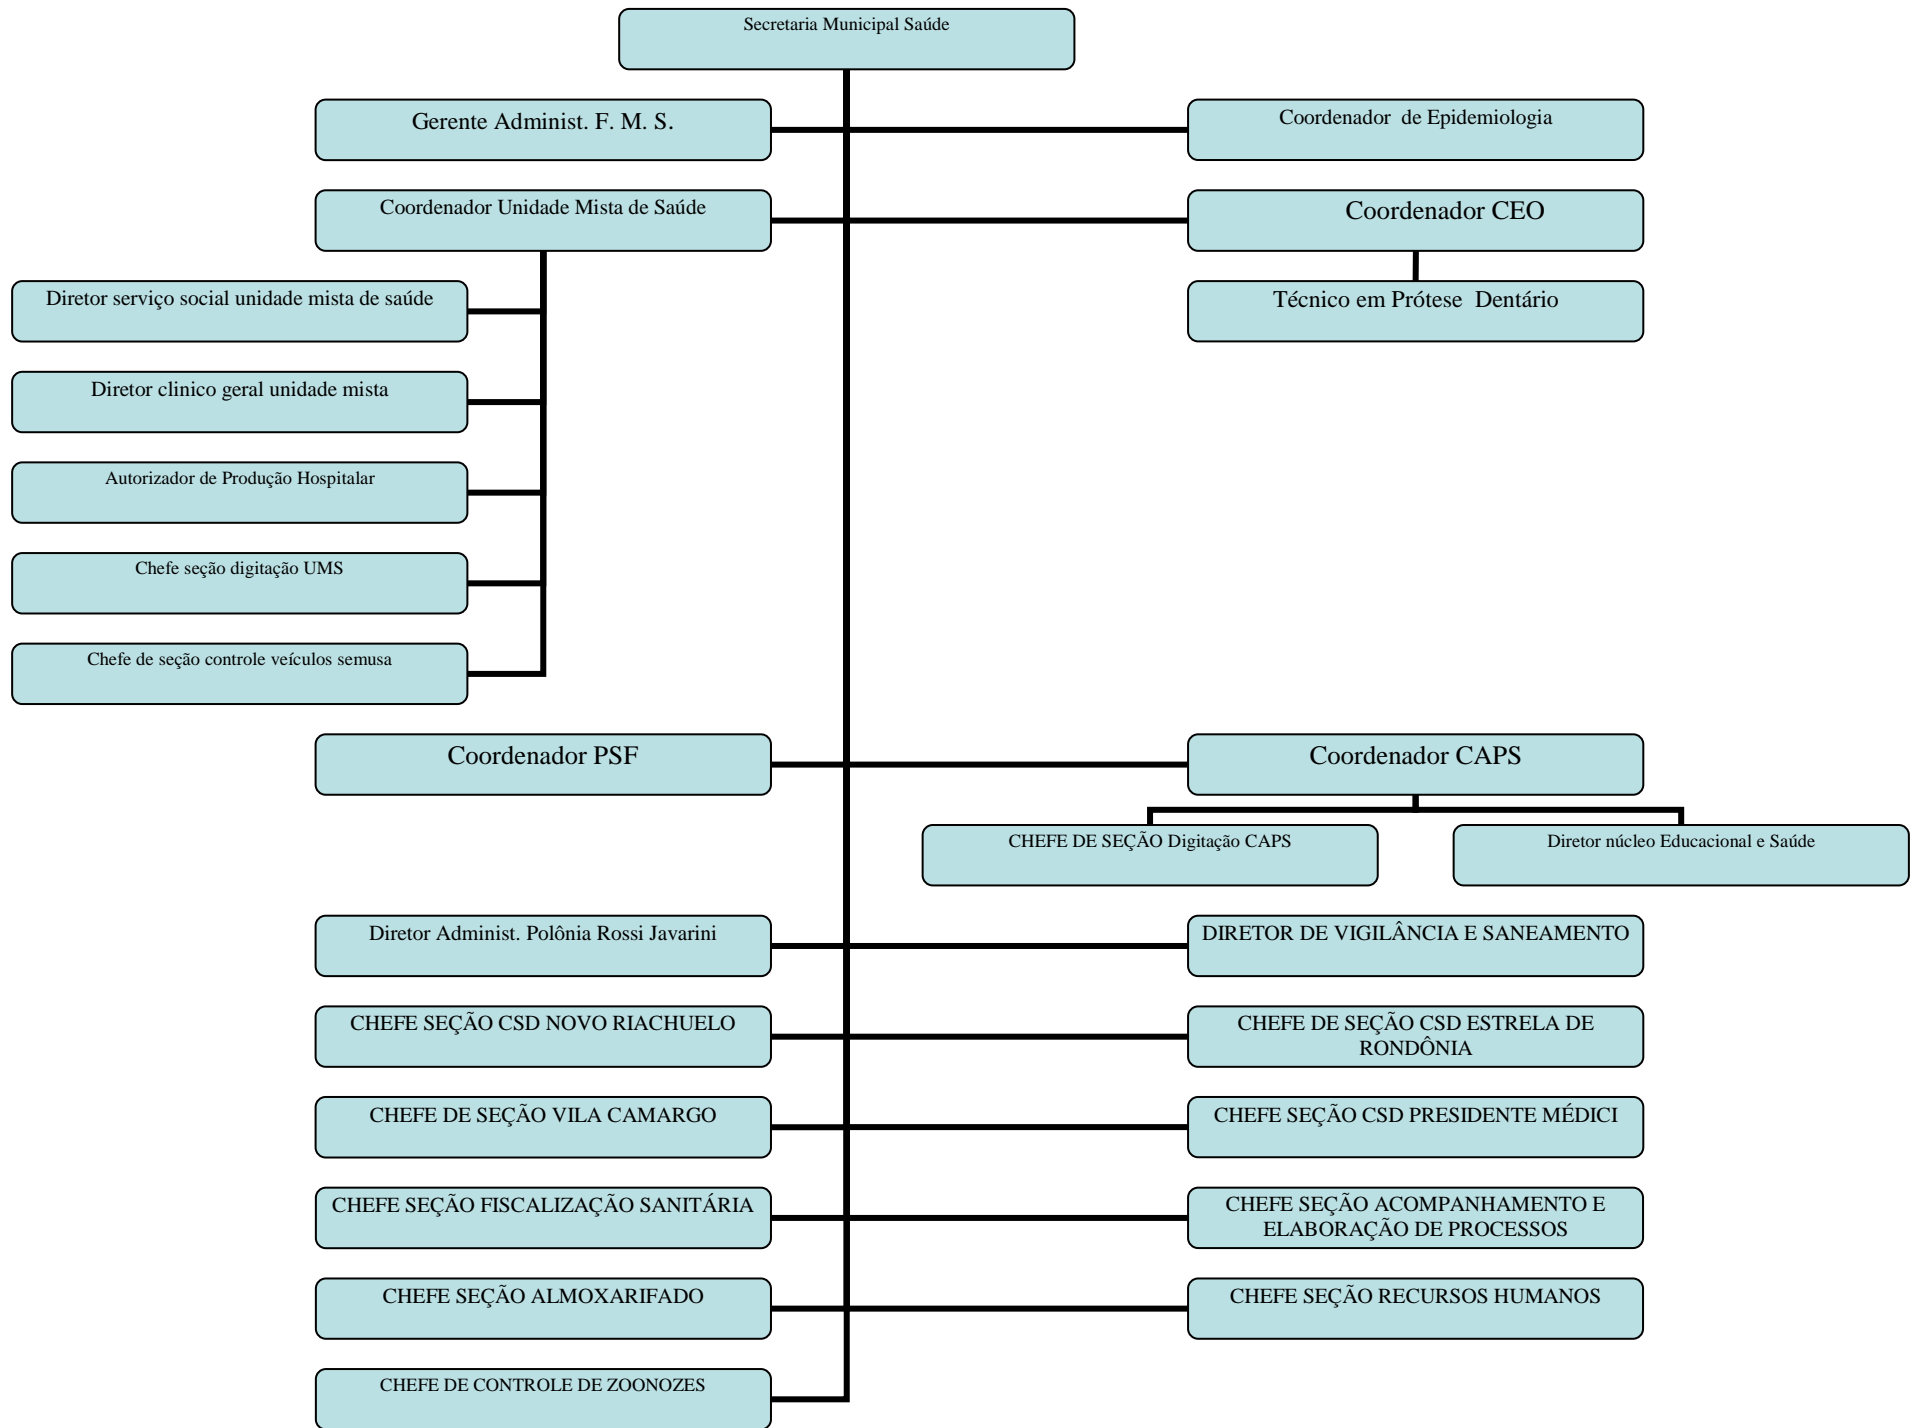 Secretaria Municipal Saúde
Gerente Administ. F. M. S.
Coordenador de Epidemiologia
Coordenador Unidade Mista de Saúde
Coordenador CEO
Diretor serviço social unidade mista de saúde
Técnico em Prótese Dentário
Diretor clinico geral unidade mista
Autorizador de Produção Hospitalar
Chefe seção digitação UMS
Chefe de seção controle veículos semusa
Coordenador PSF
Coordenador CAPS
CHEFE DE SEÇÃO Digitação CAPS
Diretor núcleo Educacional e Saúde
Diretor Administ. Polônia Rossi Javarini
DIRETOR DE VIGILÂNCIA E SANEAMENTO
CHEFE SEÇÃO CSD NOVO RIACHUELO
CHEFE DE SEÇÃO CSD ESTRELA DE
RONDÔNIA
CHEFE DE SEÇÃO VILA CAMARGO
CHEFE SEÇÃO CSD PRESIDENTE MÉDICI
CHEFE SEÇÃO FISCALIZAÇÃO SANITÁRIA
CHEFE SEÇÃO ACOMPANHAMENTO E
ELABORAÇÃO DE PROCESSOS
CHEFE SEÇÃO ALMOXARIFADO
CHEFE SEÇÃO RECURSOS HUMANOS
CHEFE DE CONTROLE DE ZOONOZES